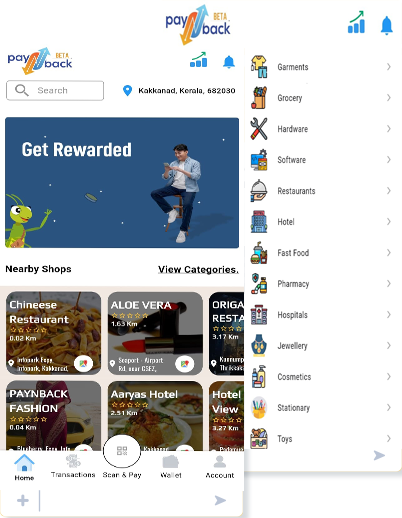 pay back
BETA
pay back
BETA
Search
Kakkanad, Kerala, 682030
Get Rewarded
Nearby Shops
View Categories.
Chineese
Restaurant
0.02 Km
Infopark Expy,
Infopark, Kakkanad,
ALOE VERA
1.63 Km
Seaport - Airport
Rd, near CSEZ,
ORIGA
RESTA
3.17 Km
Thrikkak
PAYNBACK
FASHION
0.04 Km
Aaryas Hotel
2.51 Km
Kakkanad
Hotel
View
3.27 Km
Home
Transactions
Scan & Pay
Wallet
Account
Garments
Grocery
Hardware
Software
Restaurants
Hotel
Fast Food
Pharmacy
Hospitals
Jewellery
Cosmetics
Stationary
Toys